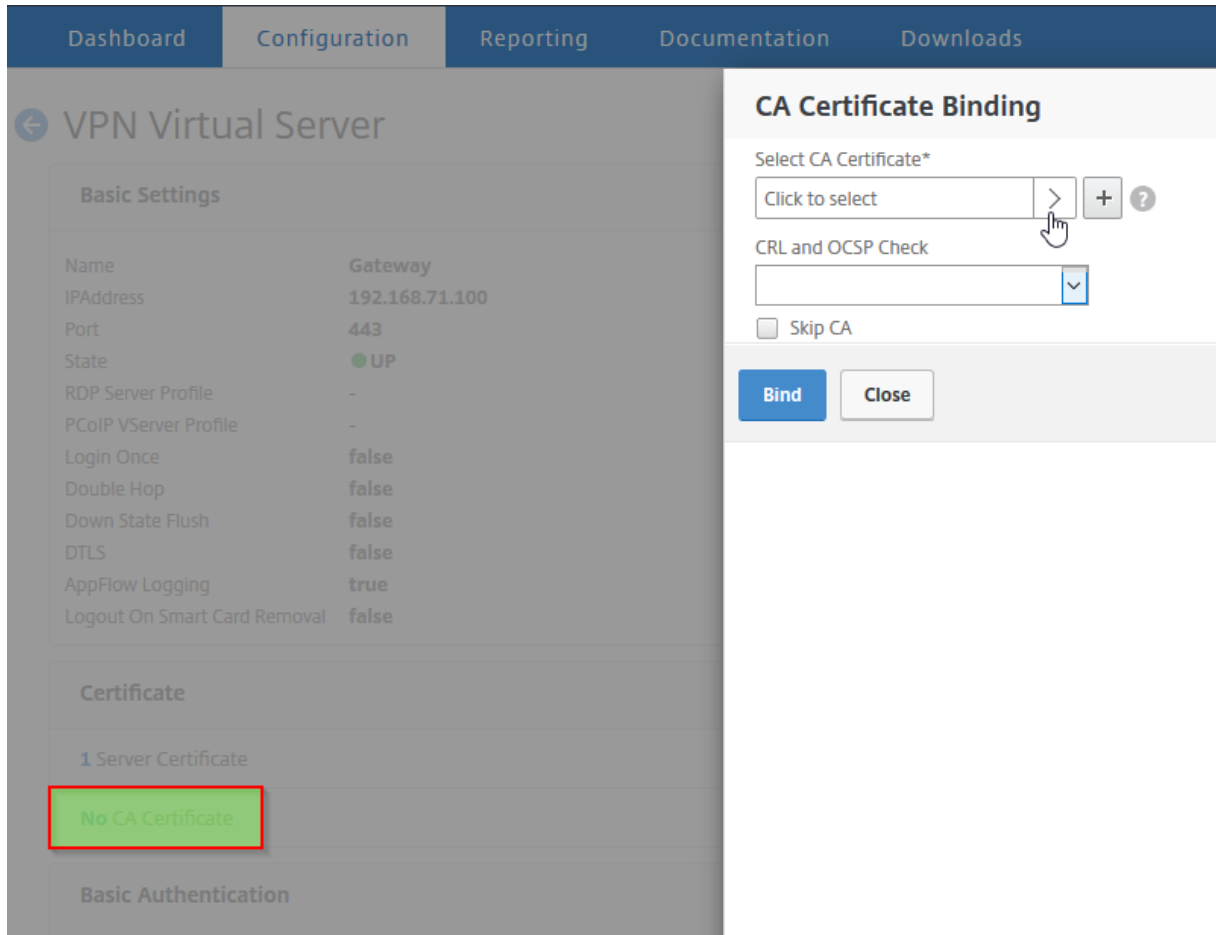 Dashboard Configuration Reporting Documentation Downloads
VPN Virtual Server
Basic Settings
Name Gateway
IPAddress 192.168.71.100
Port 443
State UP
RDP Server Profile -
PCoIP VServer Profile -
Login Once false
Double Hop false
Down State Flush false
DTLS false
AppFlow Logging true
Logout On Smart Card Removal false
Certificate
1 Server Certificate
No CA Certificate
Basic Authentication
CA Certificate Binding
Select CA Certificate*
Click to select > + ?
CRL and OCSP Check
Skip CA
Bind Close